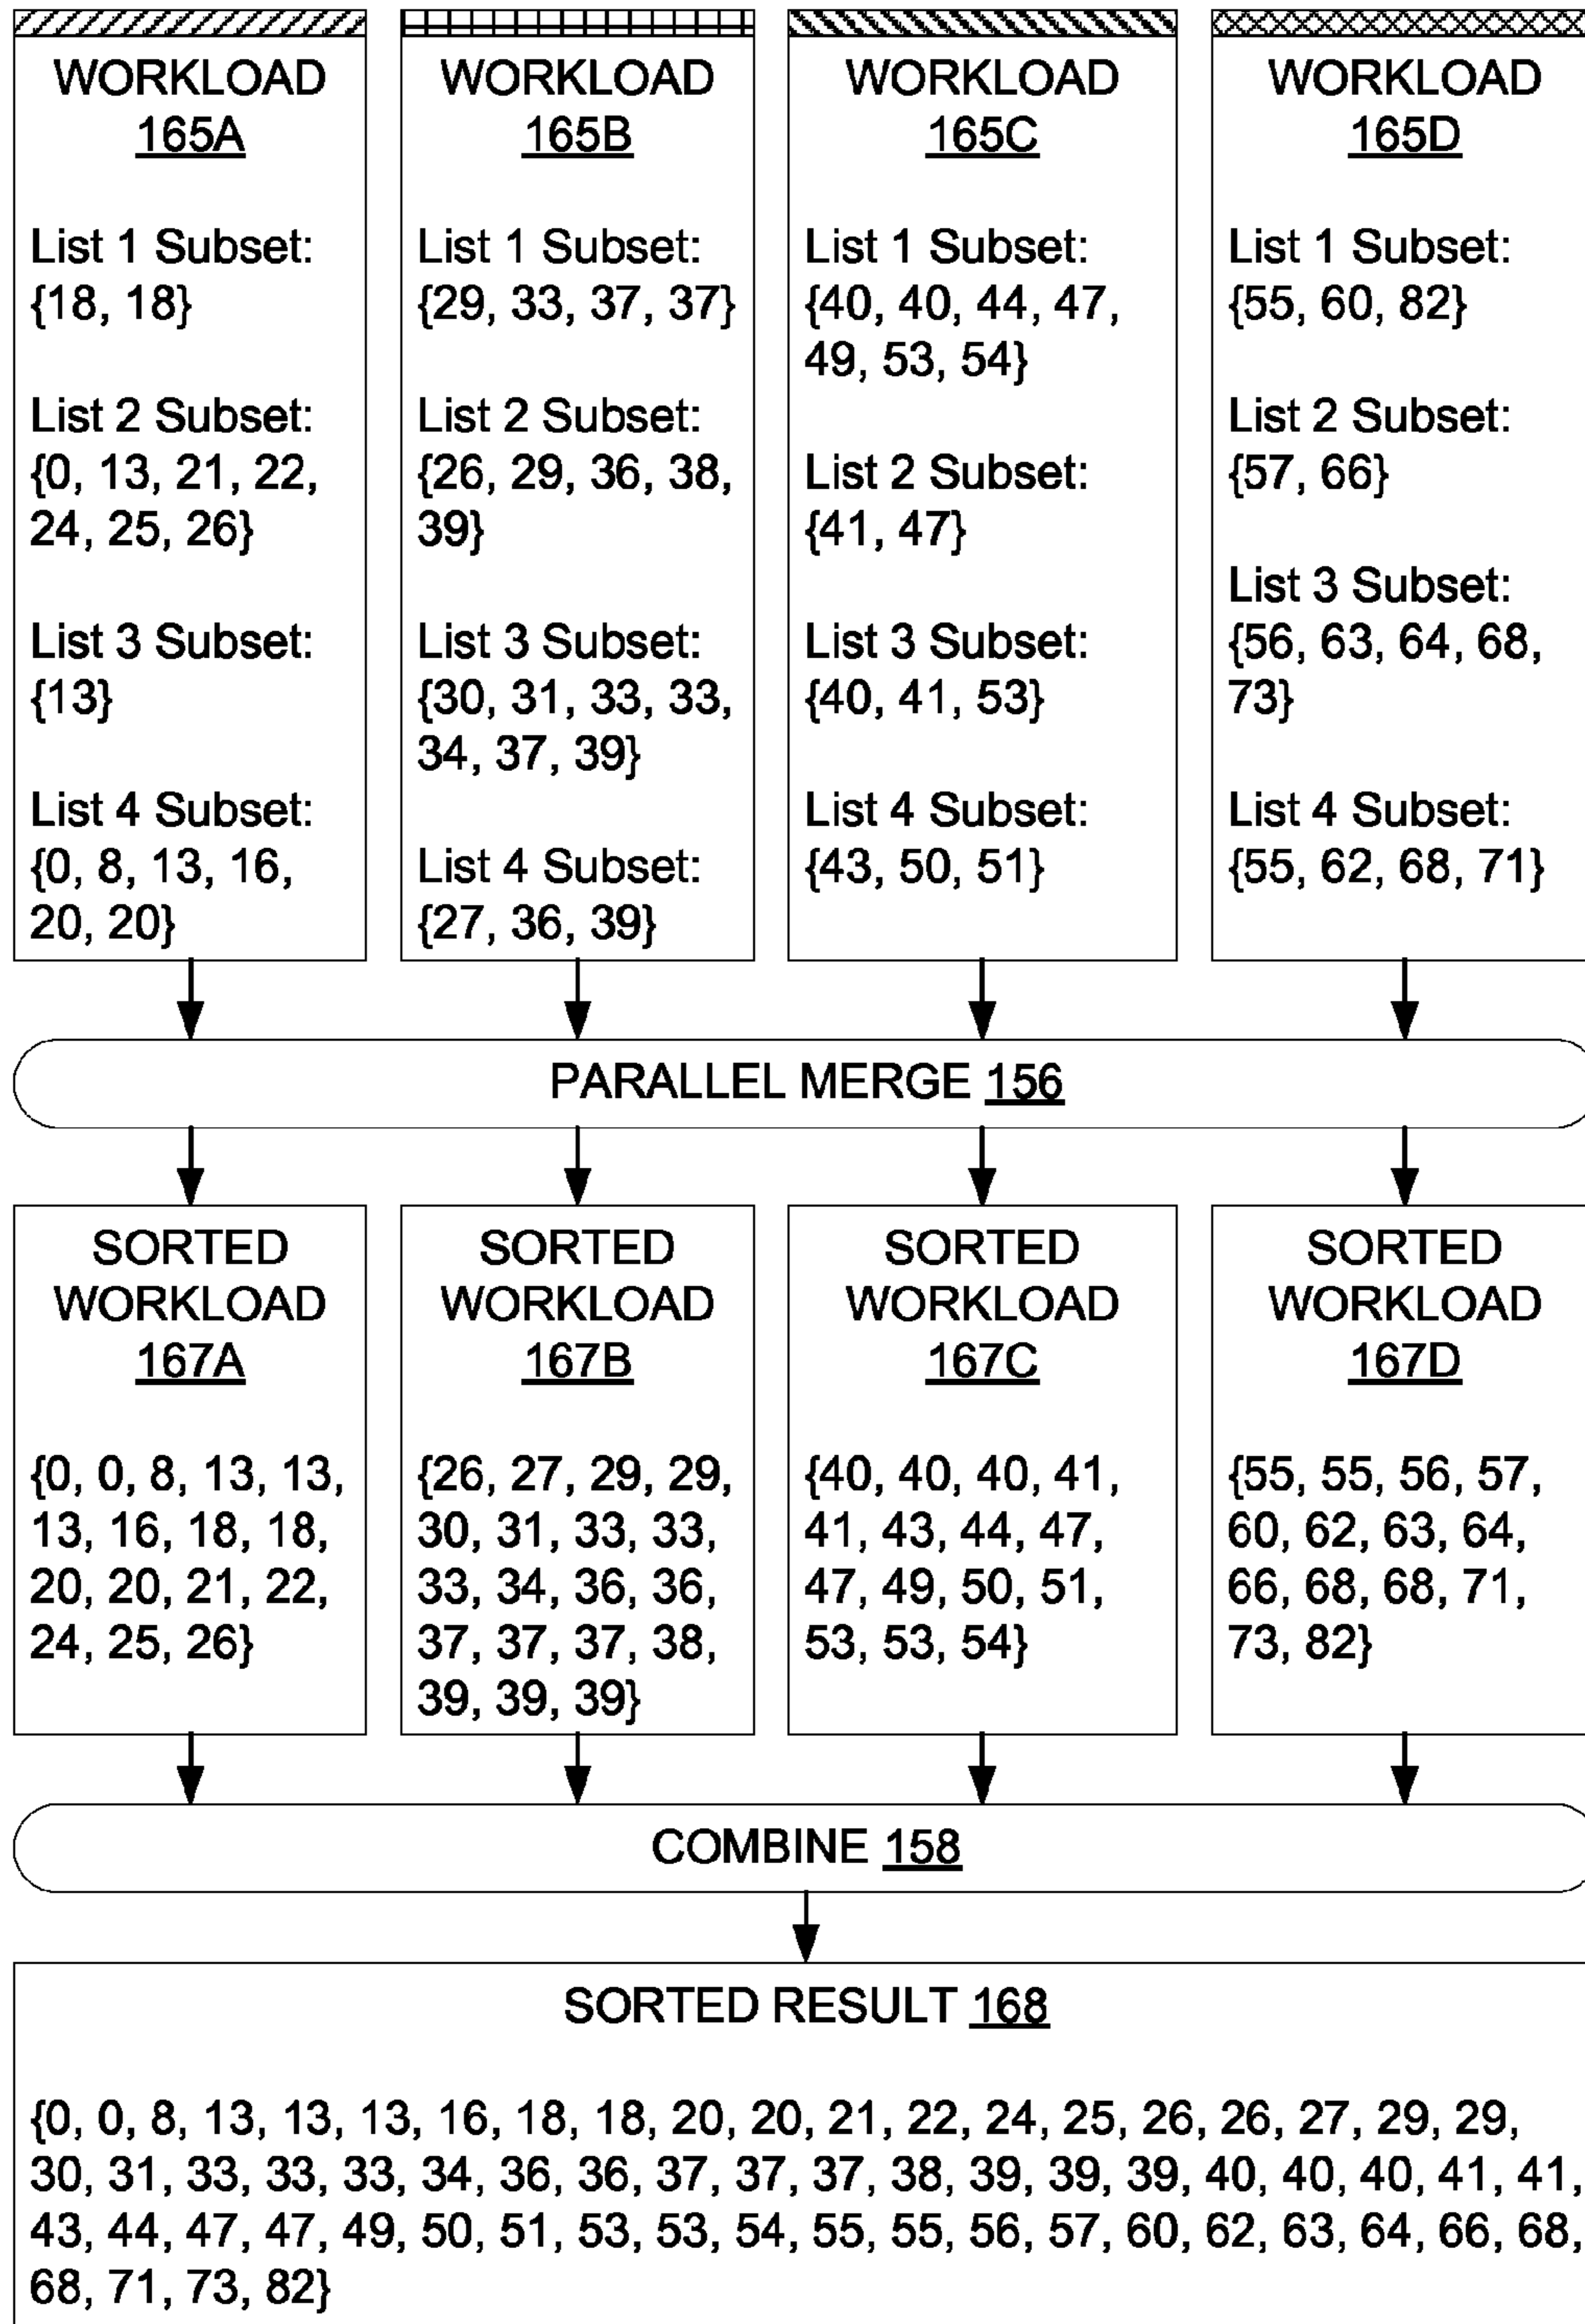 WORKLOAD
165A
List 1 Subset:
{18, 18}
List 2 Subset:
{0, 13, 21, 22,
24, 25, 26}
List 3 Subset:
{13}
List 4 Subset:
{0, 8, 13, 16,
20, 20}
WORKLOAD
165B
List 1 Subset:
{29, 33, 37, 37}
List 2 Subset:
{26, 29, 36, 38,
39}
List 3 Subset:
{30, 31, 33, 33,
34, 37, 39}
List 4 Subset:
{27, 36, 39}
WORKLOAD
165C
List 1 Subset:
{40, 40, 44, 47,
49, 53, 54}
List 2 Subset:
{41, 47}
List 3 Subset:
{40, 41, 53}
List 4 Subset:
{43, 50, 51}
WORKLOAD
165D
List 1 Subset:
{55, 60, 82}
List 2 Subset:
{57, 66}
List 3 Subset:
{56, 63, 64, 68,
73}
List 4 Subset:
{55, 62, 68, 71}
PARALLEL MERGE 156
SORTED
WORKLOAD
167A
{0, 0, 8, 13, 13,
13, 16, 18, 18,
20, 20, 21, 22,
24, 25, 26}
SORTED
WORKLOAD
167B
{26, 27, 29, 29,
30, 31, 33, 33,
33, 34, 36, 36,
37, 37, 37, 38,
39, 39, 39}
SORTED
WORKLOAD
167C
{40, 40, 40, 41,
41, 43, 44, 47,
47, 49, 50, 51,
53, 53, 54}
SORTED
WORKLOAD
167D
{55, 55, 56, 57,
60, 62, 63, 64,
66, 68, 68, 71,
73, 82}
COMBINE 158
SORTED RESULT 168
{0, 0, 8, 13, 13, 13, 16, 18, 18, 20, 20, 21, 22, 24, 25, 26, 26, 27, 29, 29,
30, 31, 33, 33, 33, 34, 36, 36, 37, 37, 37, 38, 39, 39, 39, 40, 40, 40, 41, 41,
43, 44, 47, 47, 49, 50, 51, 53, 53, 54, 55, 55, 56, 57, 60, 62, 63, 64, 66, 68,
68, 71, 73, 82}